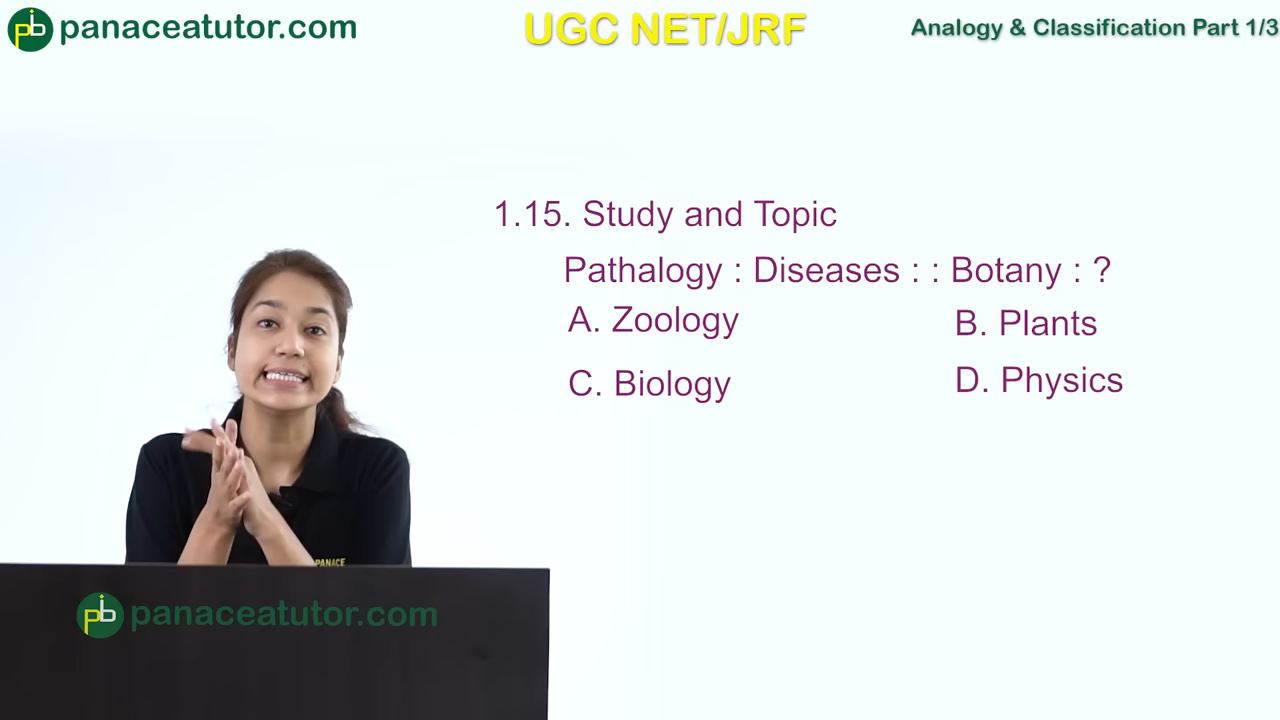 panaceatutor.com
UGC NET/JRF
Analogy & Classification Part 1/3
1.15. Study and Topic
Pathalogy : Diseases : : Botany : ?
A. Zoology
B. Plants
C. Biology
D. Physics
PANACE
panaceatutor.com